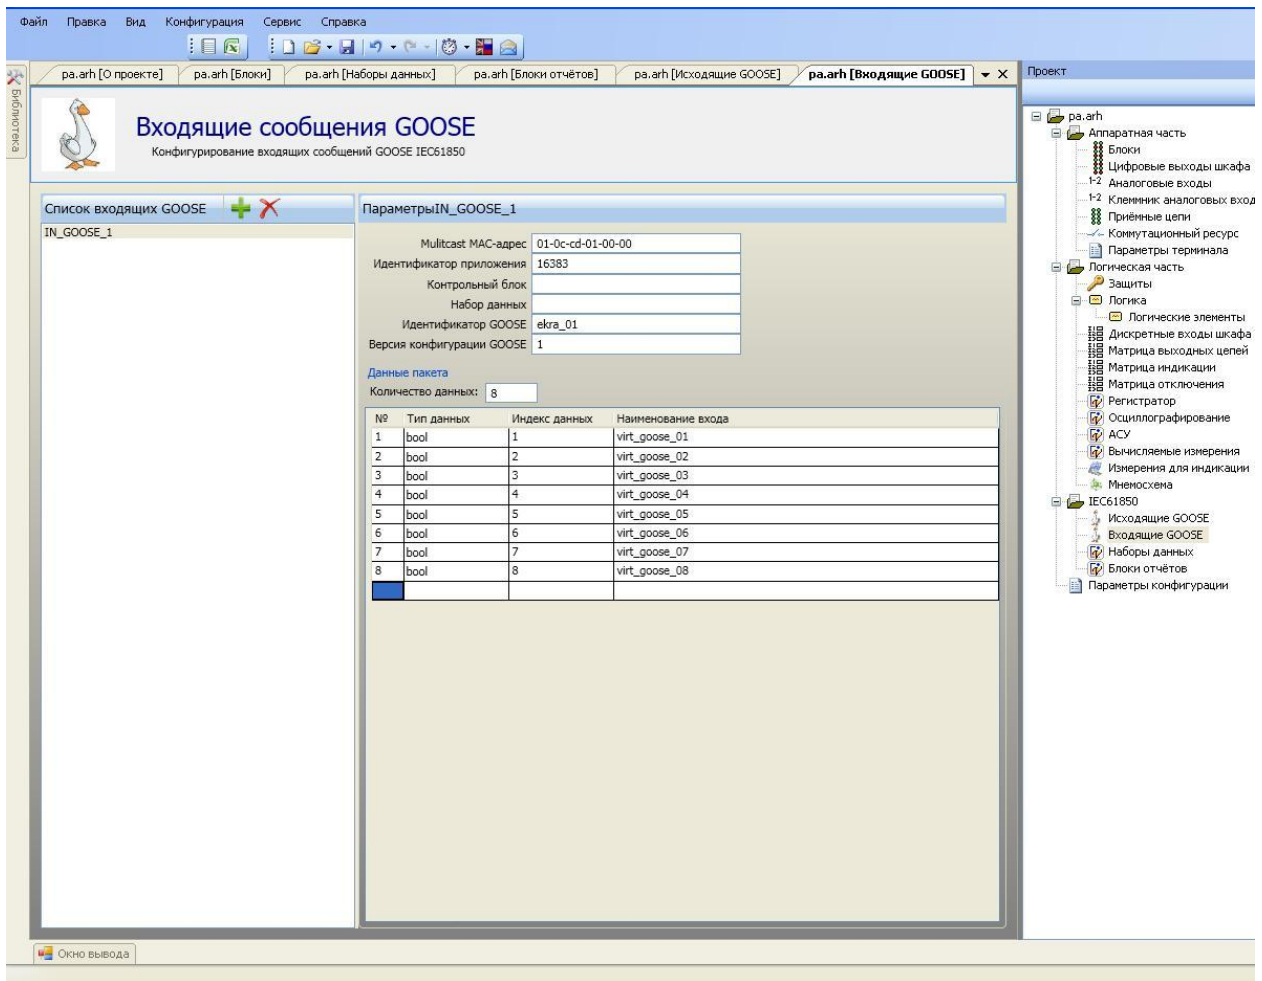 Файл Правка Вид Конфигурация Сервис Справка
Библиотека
pa.arh [О проекте] pa.arh [Блоки] pa.arh [Наборы данных] pa.arh [Блоки отчётов] pa.arh [Исходящие GOOSE] pa.arh [Входящие GOOSE]
Входящие сообщения GOOSE
Конфигурирование входящих сообщений GOOSE IEC61850
Список входящих GOOSE
IN_GOOSE_1
ПараметрыIN_GOOSE_1
Mulitcast MAC-адрес 01-0c-cd-01-00-00
Идентификатор приложения 16383
Контрольный блок
Набор данных
Идентификатор GOOSE ekra_01
Версия конфигурации GOOSE 1
Данные пакета
Количество данных: 8
№ Тип данных Индекс данных Наименование входа
1 bool 1 virt_goose_01
2 bool 2 virt_goose_02
3 bool 3 virt_goose_03
4 bool 4 virt_goose_04
5 bool 5 virt_goose_05
6 bool 6 virt_goose_06
7 bool 7 virt_goose_07
8 bool 8 virt_goose_08
Проект
pa.arh
Аппаратная часть
Блоки
Цифровые выходы шкафа
1-2 Аналоговые входы
1-2 Клеммник аналоговых вход
Приёмные цепи
Коммутационный ресурс
Параметры терминала
Логическая часть
Защиты
Логика
Логические элементы
Дискретные входы шкафа
Матрица выходных цепей
Матрица индикации
Матрица отключения
Регистратор
Осциллографирование
АСУ
Вычисляемые измерения
Измерения для индикации
Мнемосхема
IEC61850
Исходящие GOOSE
Входящие GOOSE
Наборы данных
Блоки отчётов
Параметры конфигурации
Окно вывода